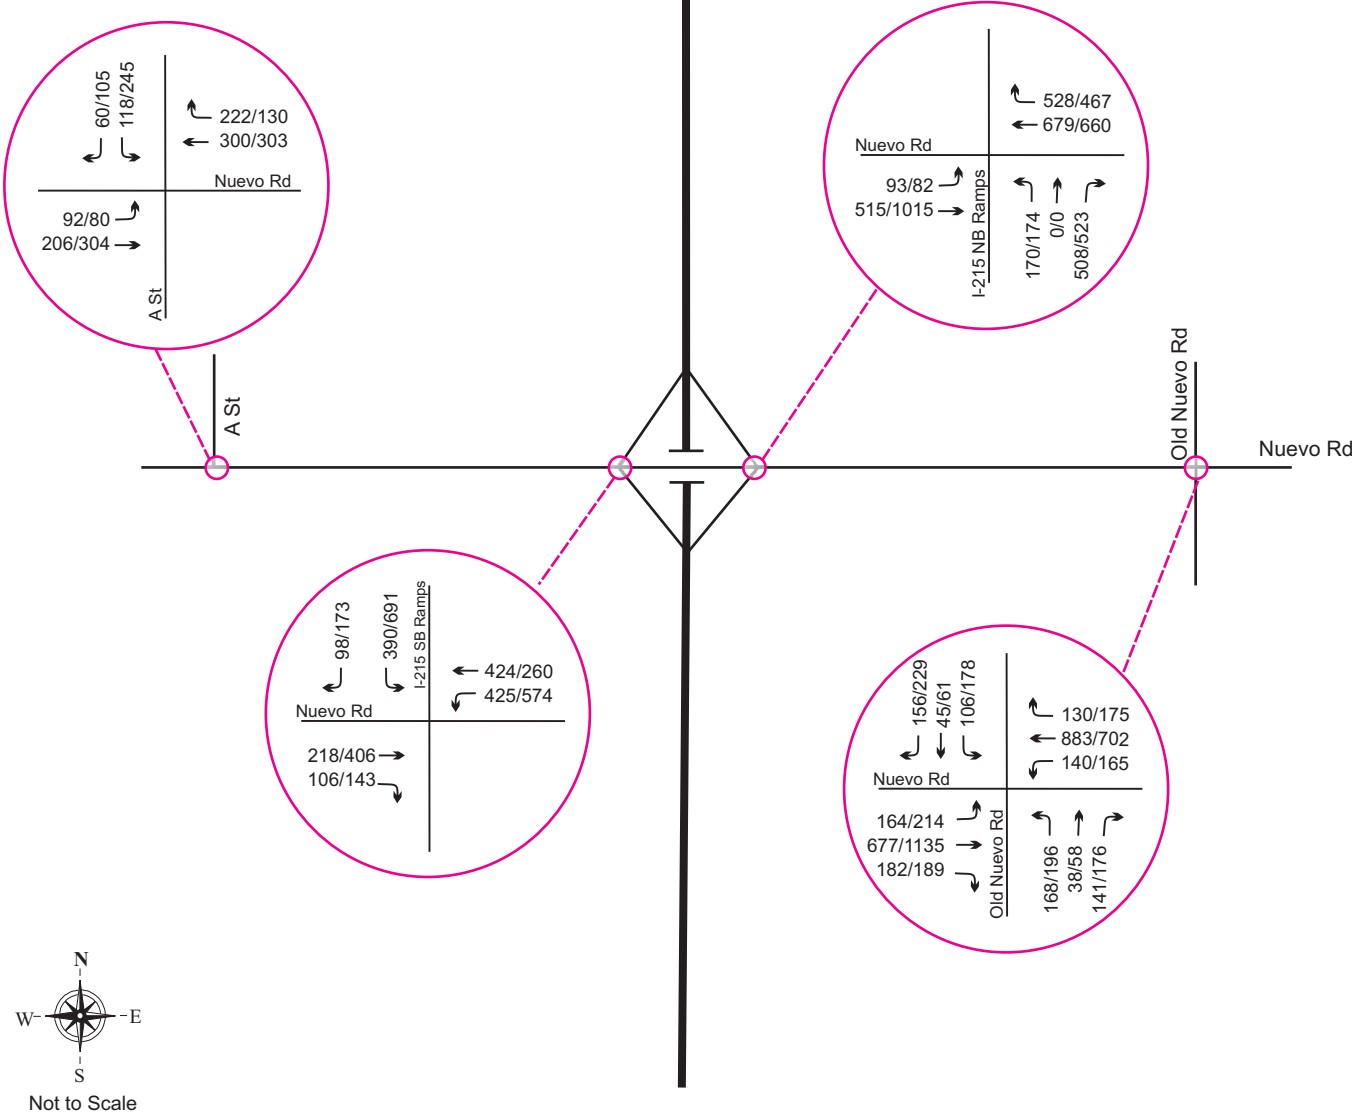 60/105
118/245
222/130
300/303
Nuevo Rd
92/80
206/304
A St
528/467
679/660
Nuevo Rd
93/82
515/1015
I-215 NB Ramps
170/174
0/0
508/523
A St
Old Nuevo Rd
Nuevo Rd
98/173
390/691
I-215 SB Ramps
424/260
425/574
Nuevo Rd
218/406
106/143
156/229
45/61
106/178
130/175
883/702
140/165
Nuevo Rd
164/214
677/1135
182/189
Old Nuevo Rd
168/196
38/58
141/176
N
W
E
S
Not to Scale